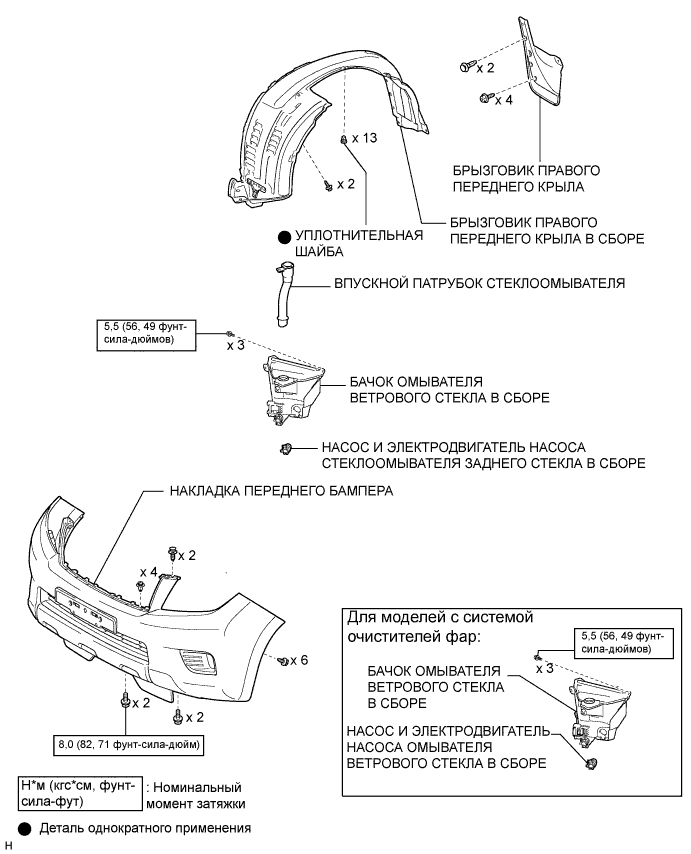 x 2
x 4
БРЫЗГОВИК ПРАВОГО
ПЕРЕДНЕГО КРЫЛА
x 13
x 2
БРЫЗГОВИК ПРАВОГО
ПЕРЕДНЕГО КРЫЛА В СБОРЕ
УПЛОТНИТЕЛЬНАЯ
ШАЙБА
ВПУСКНОЙ ПАТРУБОК СТЕКЛООМЫВАТЕЛЯ
5,5 (56, 49 фунт-
сила-дюймов)
x 3
БАЧОК ОМЫВАТЕЛЯ
ВЕТРОВОГО СТЕКЛА В СБОРЕ
НАСОС И ЭЛЕКТРОДВИГАТЕЛЬ НАСОСА
СТЕКЛООМЫВАТЕЛЯ ЗАДНЕГО СТЕКЛА В СБОРЕ
НАКЛАДКА ПЕРЕДНЕГО БАМПЕРА
x 2
x 4
x 6
x 2
x 2
8,0 (82, 71 фунт-сила-дюйм)
Для моделей с системой
очистителей фар:
5,5 (56, 49 фунт-
сила-дюймов)
x 3
БАЧОК ОМЫВАТЕЛЯ
ВЕТРОВОГО СТЕКЛА
В СБОРЕ
НАСОС И ЭЛЕКТРОДВИГАТЕЛЬ
НАСОСА ОМЫВАТЕЛЯ
ВЕТРОВОГО СТЕКЛА В СБОРЕ
Н*м (кгс*см, фунт-
сила-фут)
: Номинальный
момент затяжки
Деталь однократного применения
H